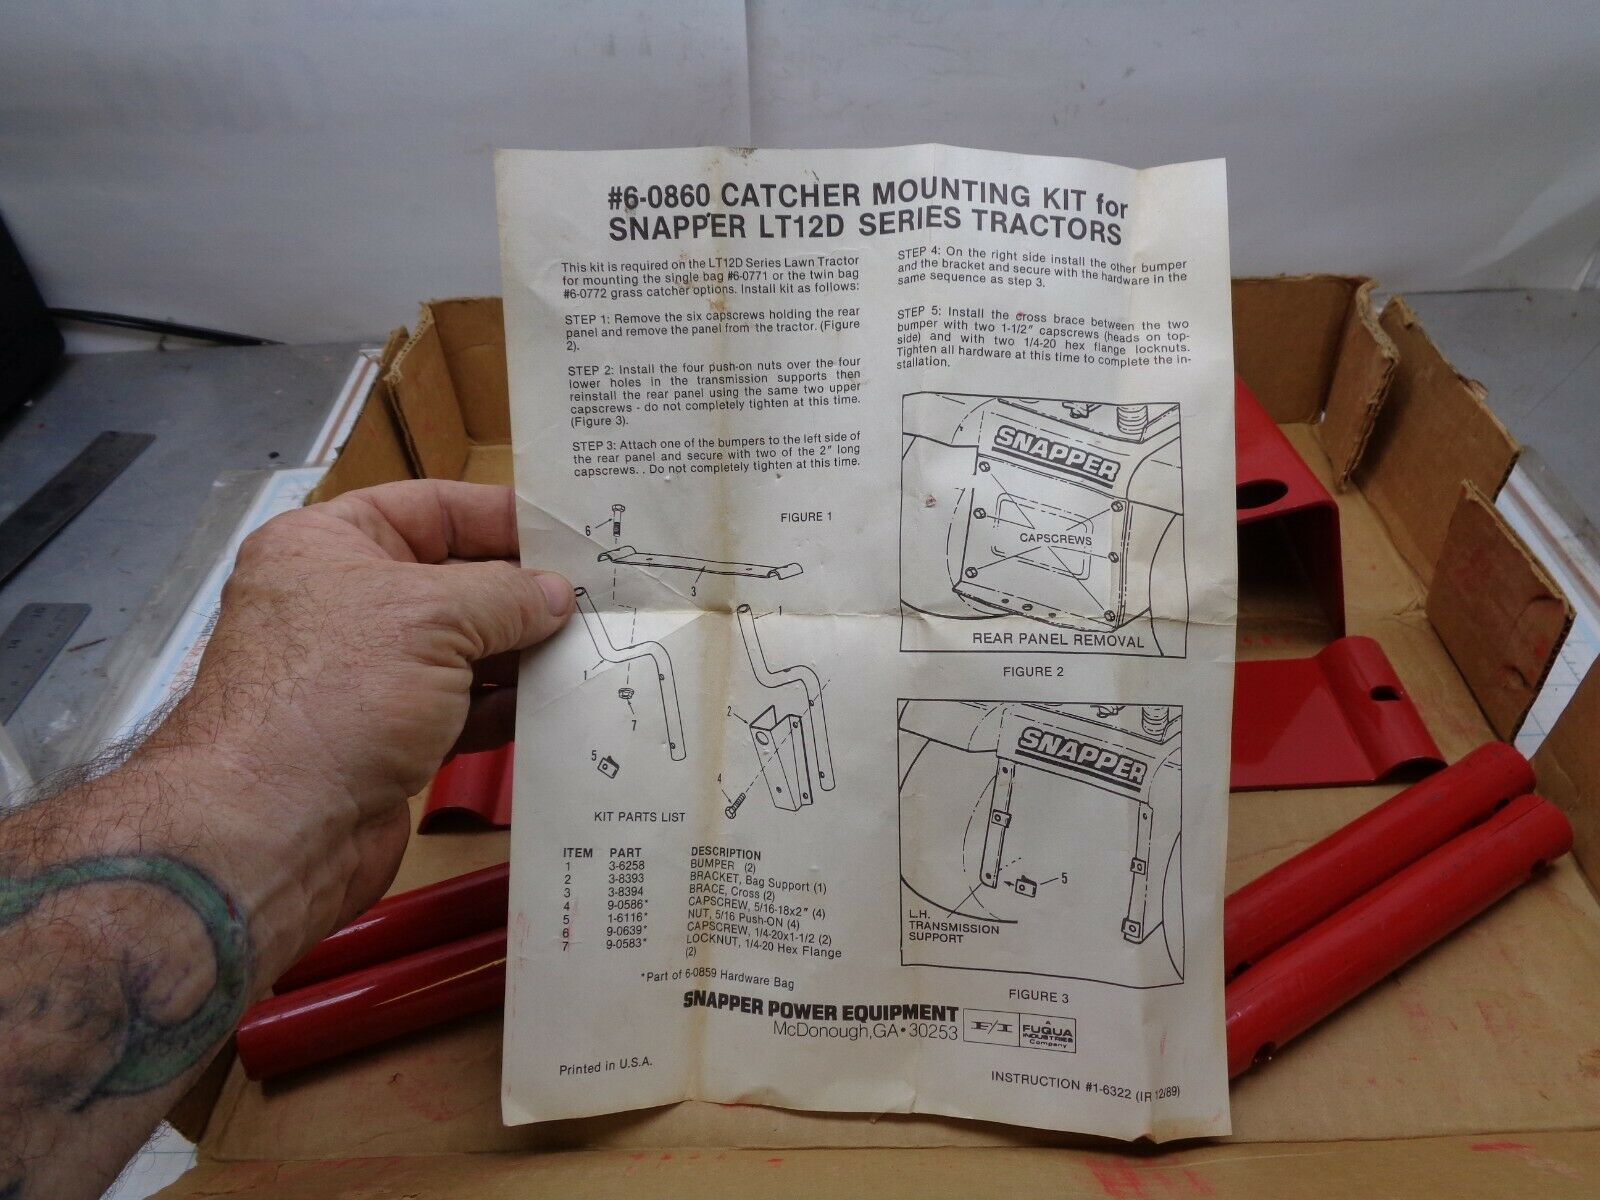 #6-0860 CATCHER MOUNTING KIT for
SNAPPER LT12D SERIES TRACTORS
This kit is required on the LT12D Series Lawn Tractor
for mounting the single bag #6-0771 or the twin bag
#6-0772 grass catcher options. Install kit as follows:
STEP 1: Remove the six capscrews holding the rear
panel and remove the panel from the tractor. (Figure
2).
STEP 2: Install the four push-on nuts over the four
lower holes in the transmission supports then
reinstall the rear panel using the same two upper
capscrews - do not completely tighten at this time.
(Figure 3).
STEP 3: Attach one of the bumpers to the left side of
the rear panel and secure with two of the 2" long
capscrews. . Do not completely tighten at this time.
FIGURE 1
6
3
1
1
7
5
2
4
KIT PARTS LIST
ITEM PART DESCRIPTION
1 3-6258 BUMPER (2)
2 3-8393 BRACKET, Bag Support (1)
3 3-8394 BRACE, Cross (2)
4 9-0586* CAPSCREW, 5/16-18x2" (4)
5 1-6116* NUT, 5/16 Push-ON (4)
6 9-0639* CAPSCREW, 1/4-20x1-1/2 (2)
7 9-0583* LOCKNUT, 1/4-20 Hex Flange
(2)
*Part of 6-0859 Hardware Bag
STEP 4: On the right side install the other bumper
and the bracket and secure with the hardware in the
same sequence as step 3.
STEP 5: Install the cross brace between the two
bumper with two 1-1/2" capscrews (heads on top-
side) and with two 1/4-20 hex flange locknuts.
Tighten all hardware at this time to complete the in-
stallation.
SNAPPER
CAPSCREWS
REAR PANEL REMOVAL
FIGURE 2
SNAPPER
5
L.H.
TRANSMISSION
SUPPORT
FIGURE 3
SNAPPER POWER EQUIPMENT
McDonough, GA • 30253
F/I
A
FUQUA
INDUSTRIES
Company
Printed in U.S.A.
INSTRUCTION #1-6322 (IR 12/89)